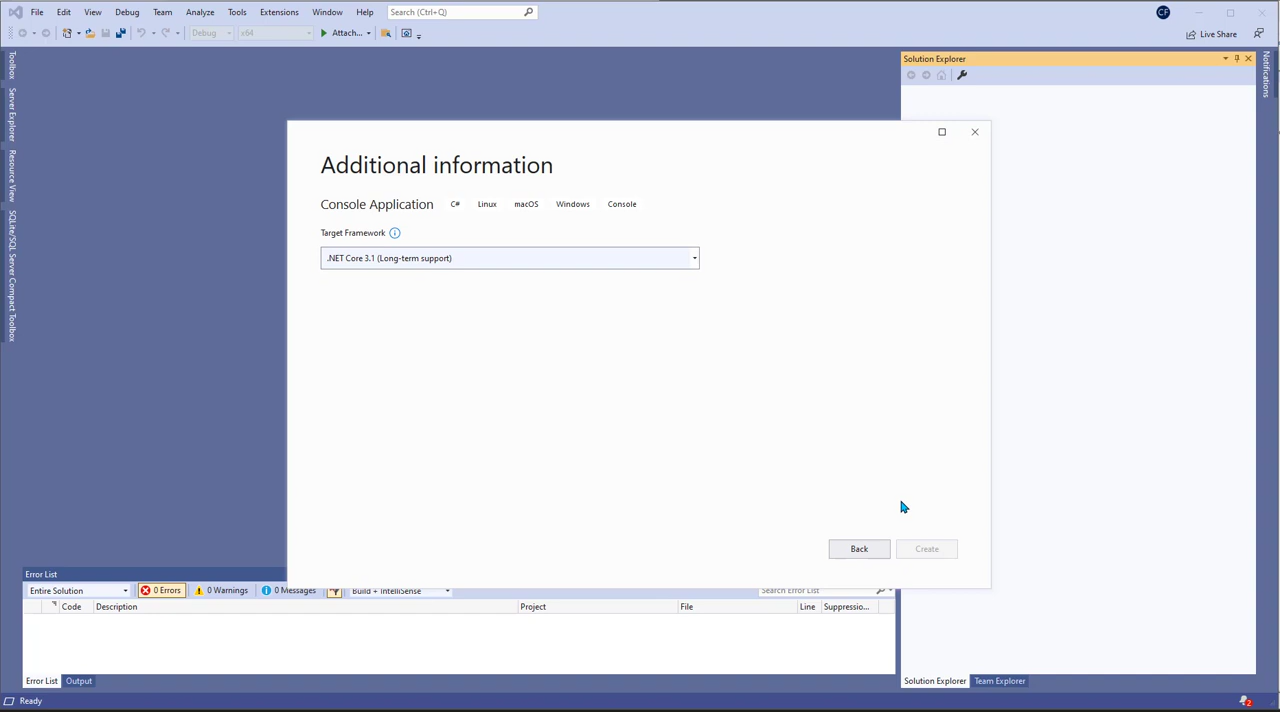 File Edit View Debug Team Analyze Tools Extensions Window Help Search (Ctrl+Q) CF
Debug x64 Attach... Live Share
Toolbox
Server Explorer
Resource View
SQLite/SQL Server Compact Toolbox
Solution Explorer
Notifications
Additional information
Console Application C# Linux macOS Windows Console
Target Framework
.NET Core 3.1 (Long-term support)
Back Create
Error List
Entire Solution 0 Errors 0 Warnings 0 Messages Build + IntelliSense Search Error List
Code Description Project File Line Suppressio...
Error List Output
Solution Explorer Team Explorer
Ready 2